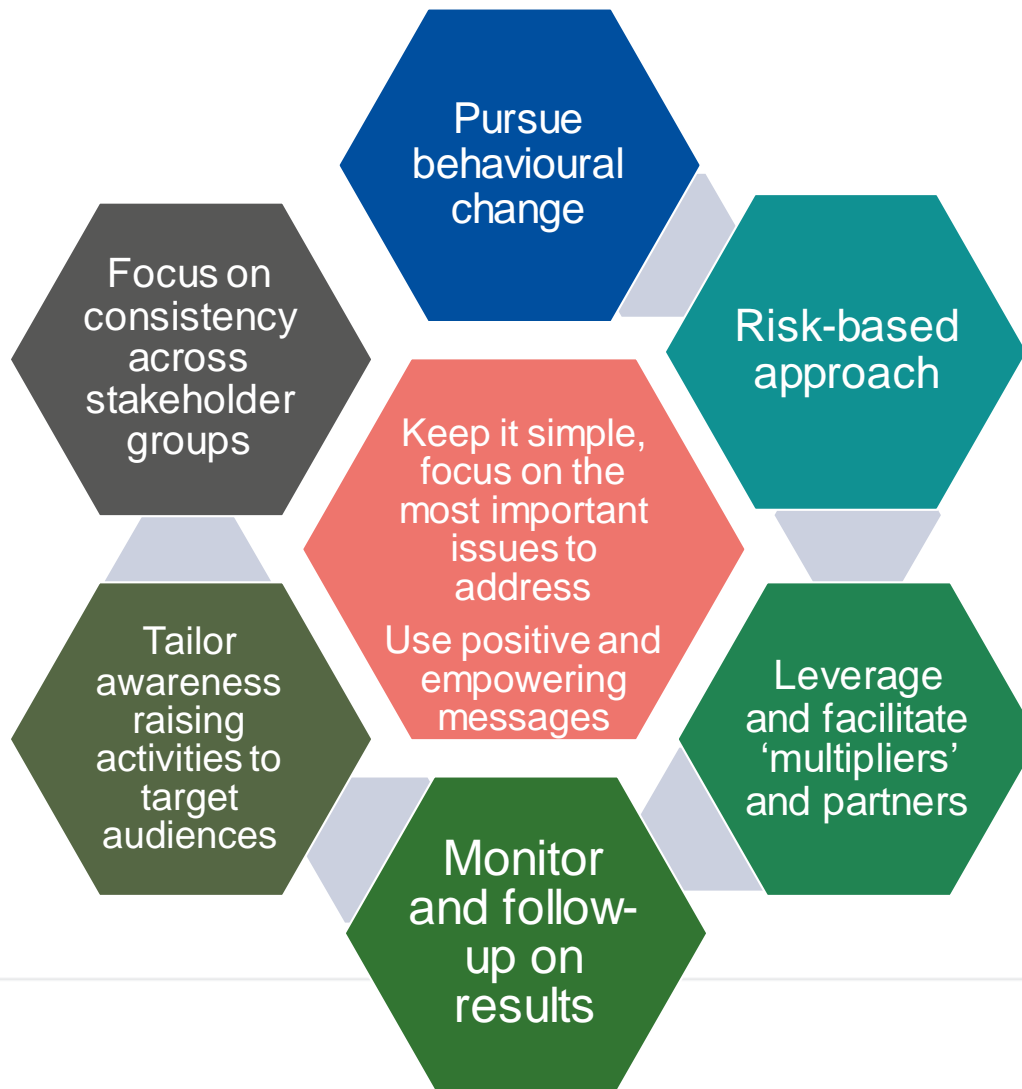 Pursue
behavioural
change
Risk-based
approach
Leverage
and facilitate
‘multipliers’
and partners
Monitor
and follow-
up on
results
Tailor
awareness
raising
activities to
target
audiences
Focus on
consistency
across
stakeholder
groups
Keep it simple,
focus on the
most important
issues to
address
Use positive and
empowering
messages